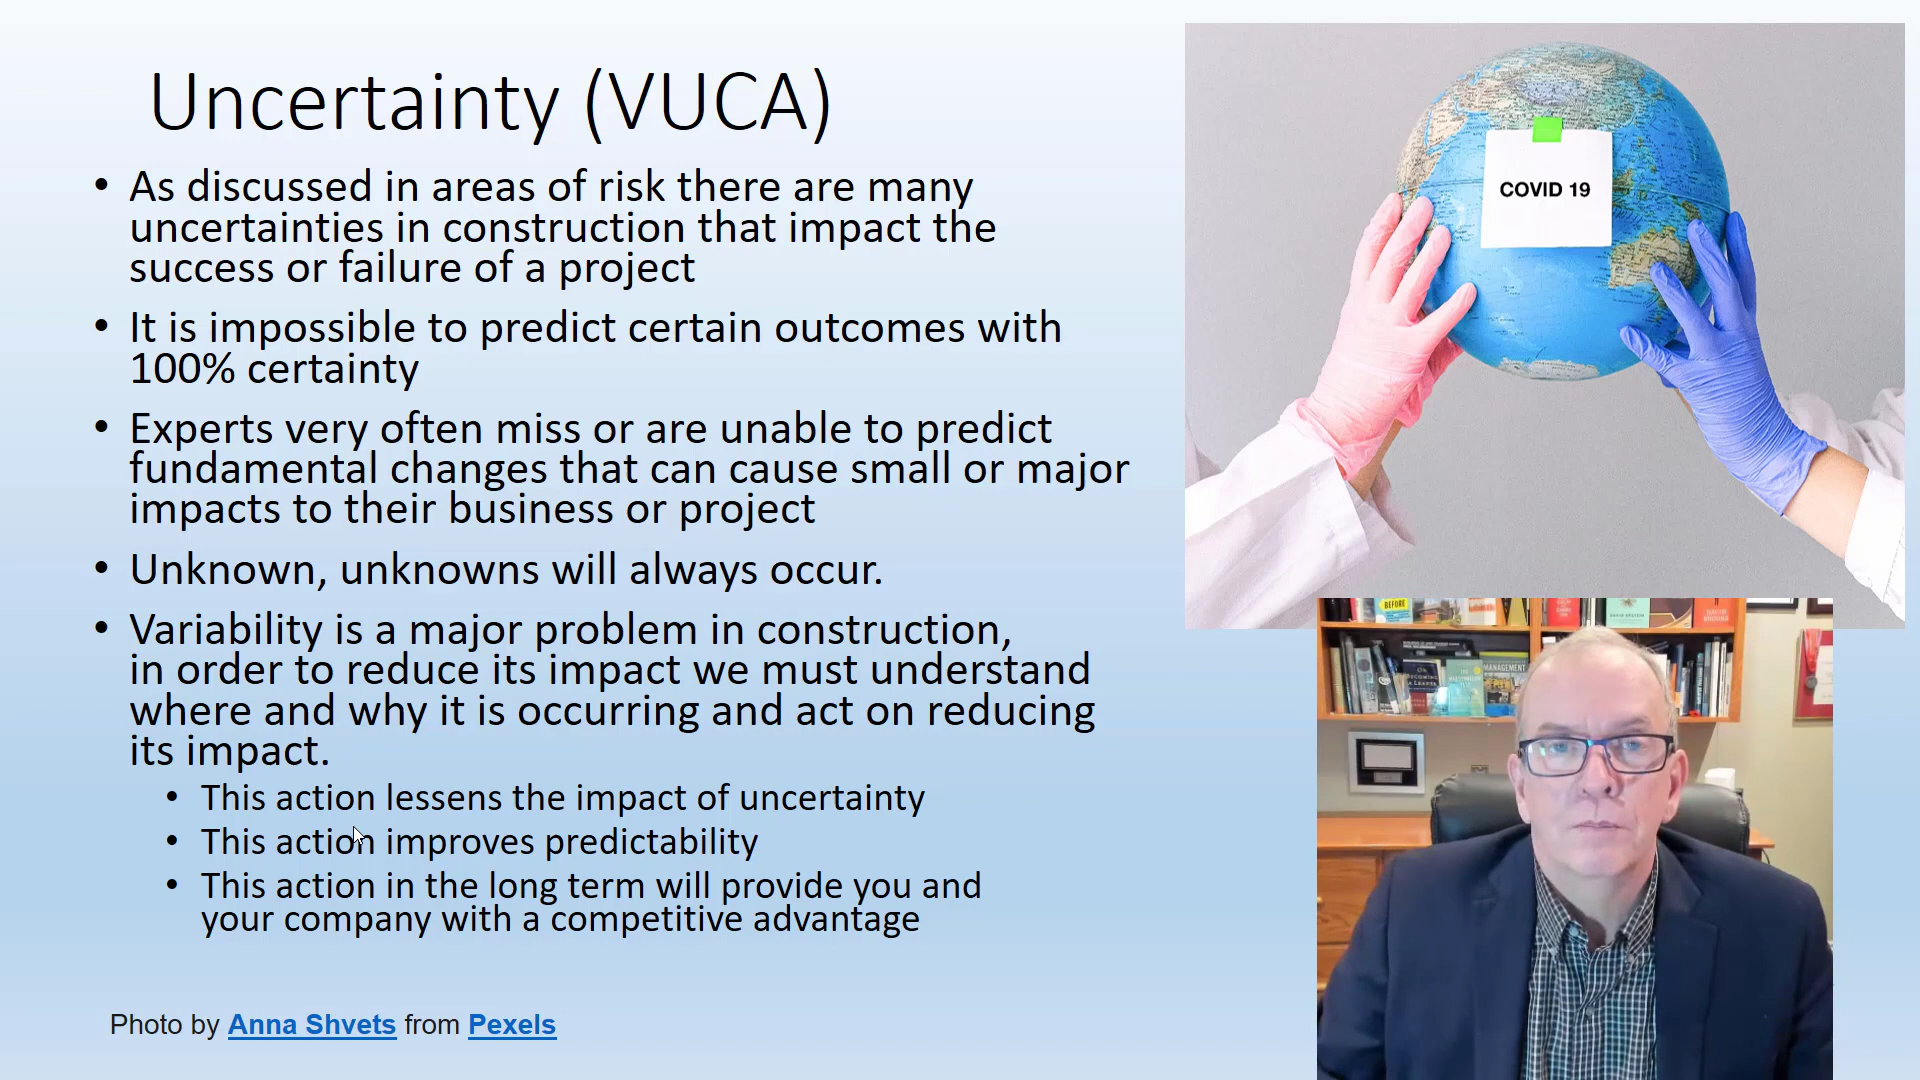 Uncertainty (VUCA)
• As discussed in areas of risk there are many
uncertainties in construction that impact the
success or failure of a project
• It is impossible to predict certain outcomes with
100% certainty
• Experts very often miss or are unable to predict
fundamental changes that can cause small or major
impacts to their business or project
• Unknown, unknowns will always occur.
• Variability is a major problem in construction,
in order to reduce its impact we must understand
where and why it is occurring and act on reducing
its impact.
• This action lessens the impact of uncertainty
• This action improves predictability
• This action in the long term will provide you and
your company with a competitive advantage
Photo by Anna Shvets from Pexels
COVID 19
BEFORE
MANAGEMENT